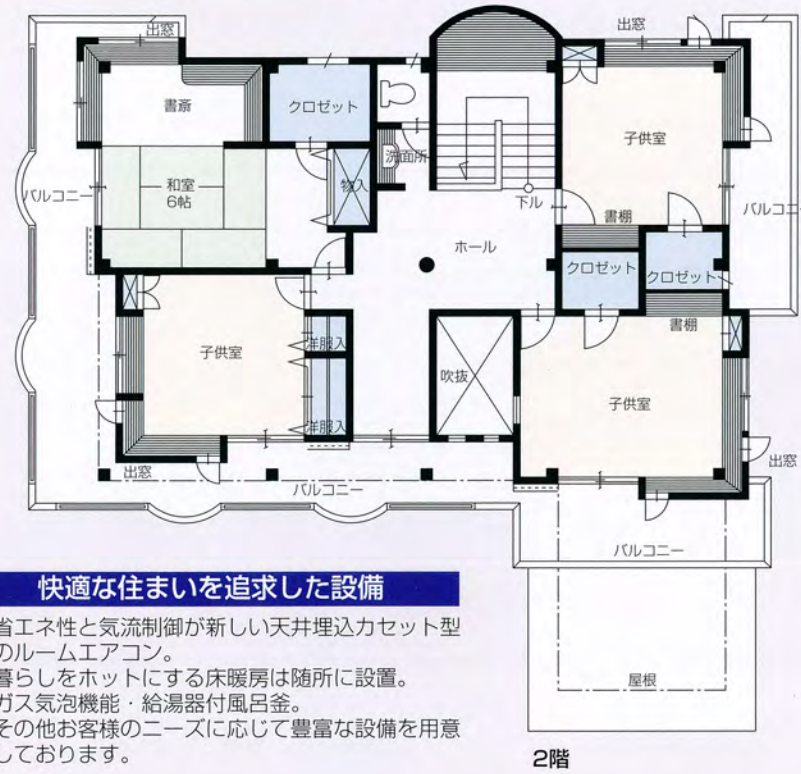 出窓
出窓
書斎
クロゼット
子供室
洗面所
和室
6帖
物入
バルコニー
下ル
バルコニー
書棚
ホール
クロゼット
クロゼット
書棚
子供室
洋服入
吹抜
子供室
洋服入
出窓
出窓
バルコニー
バルコニー
快適な住まいを追求した設備
省エネ性と気流制御が新しい天井埋込カセット型
のルームエアコン。
暮らしをホットにする床暖房は随所に設置。
ガス気泡機能・給湯器付風呂釜。
その他お客様のニーズに応じて豊富な設備を用意
しております。
屋根
2階